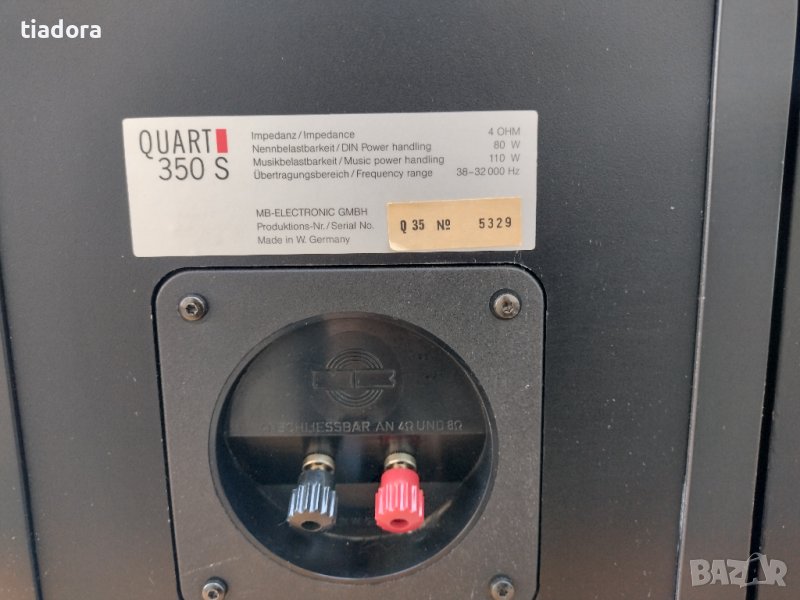 tiadora
QUART
350 S
Impedanz / Impedance 4 OHM
Nennbelastbarkeit / DIN Power handling 80 W
Musikbelastbarkeit / Music power handling 110 W
Übertragungsbereich / Frequency range 38–32 000 Hz
MB-ELECTRONIC GMBH
Produktions-Nr. / Serial No. Q 35 Nº 5329
Made in W. Germany
MB
AN 4Ω UND 8Ω
BAZAR